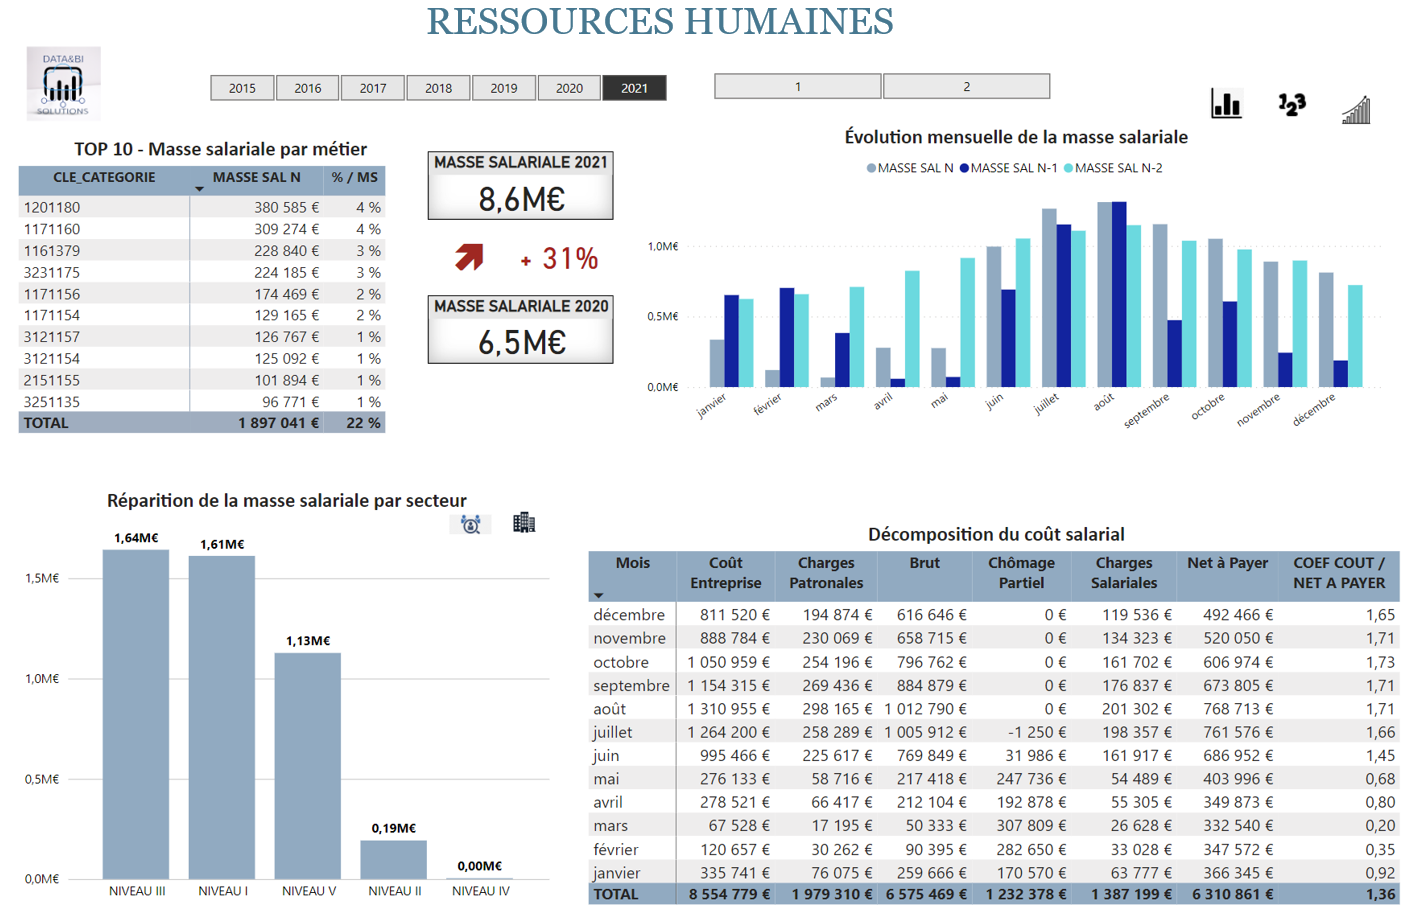 RESSOURCES HUMAINES
DATA&BI
SOLUTIONS
2015 2016 2017 2018 2019 2020 2021
1 2
123
TOP 10 - Masse salariale par métier
CLE_CATEGORIE MASSE SAL N % / MS
1201180 380 585 € 4 %
1171160 309 274 € 4 %
1161379 228 840 € 3 %
3231175 224 185 € 3 %
1171156 174 469 € 2 %
1171154 129 165 € 2 %
3121157 126 767 € 1 %
3121154 125 092 € 1 %
2151155 101 894 € 1 %
3251135 96 771 € 1 %
TOTAL 1 897 041 € 22 %
MASSE SALARIALE 2021
8,6M€
+ 31%
MASSE SALARIALE 2020
6,5M€
Évolution mensuelle de la masse salariale
MASSE SAL N MASSE SAL N-1 MASSE SAL N-2
1,0M€
0,5M€
0,0M€
janvier février mars avril mai juin juillet août septembre octobre novembre décembre
Réparition de la masse salariale par secteur
1,64M€ 1,61M€ 1,13M€ 0,19M€ 0,00M€
1,5M€
1,0M€
0,5M€
0,0M€
NIVEAU III NIVEAU I NIVEAU V NIVEAU II NIVEAU IV
Décomposition du coût salarial
Mois Coût Entreprise Charges Patronales Brut Chômage Partiel Charges Salariales Net à Payer COEF COUT / NET A PAYER
décembre 811 520 € 194 874 € 616 646 € 0 € 119 536 € 492 466 € 1,65
novembre 888 784 € 230 069 € 658 715 € 0 € 134 323 € 520 050 € 1,71
octobre 1 050 959 € 254 196 € 796 762 € 0 € 161 702 € 606 974 € 1,73
septembre 1 154 315 € 269 436 € 884 879 € 0 € 176 837 € 673 805 € 1,71
août 1 310 955 € 298 165 € 1 012 790 € 0 € 201 302 € 768 713 € 1,71
juillet 1 264 200 € 258 289 € 1 005 912 € -1 250 € 198 357 € 761 576 € 1,66
juin 995 466 € 225 617 € 769 849 € 31 986 € 161 917 € 686 952 € 1,45
mai 276 133 € 58 716 € 217 418 € 247 736 € 54 489 € 403 996 € 0,68
avril 278 521 € 66 417 € 212 104 € 192 878 € 55 305 € 349 873 € 0,80
mars 67 528 € 17 195 € 50 333 € 307 809 € 26 628 € 332 540 € 0,20
février 120 657 € 30 262 € 90 395 € 282 650 € 33 028 € 347 572 € 0,35
janvier 335 741 € 76 075 € 259 666 € 170 570 € 63 777 € 366 345 € 0,92
TOTAL 8 554 779 € 1 979 310 € 6 575 469 € 1 232 378 € 1 387 199 € 6 310 861 € 1,36